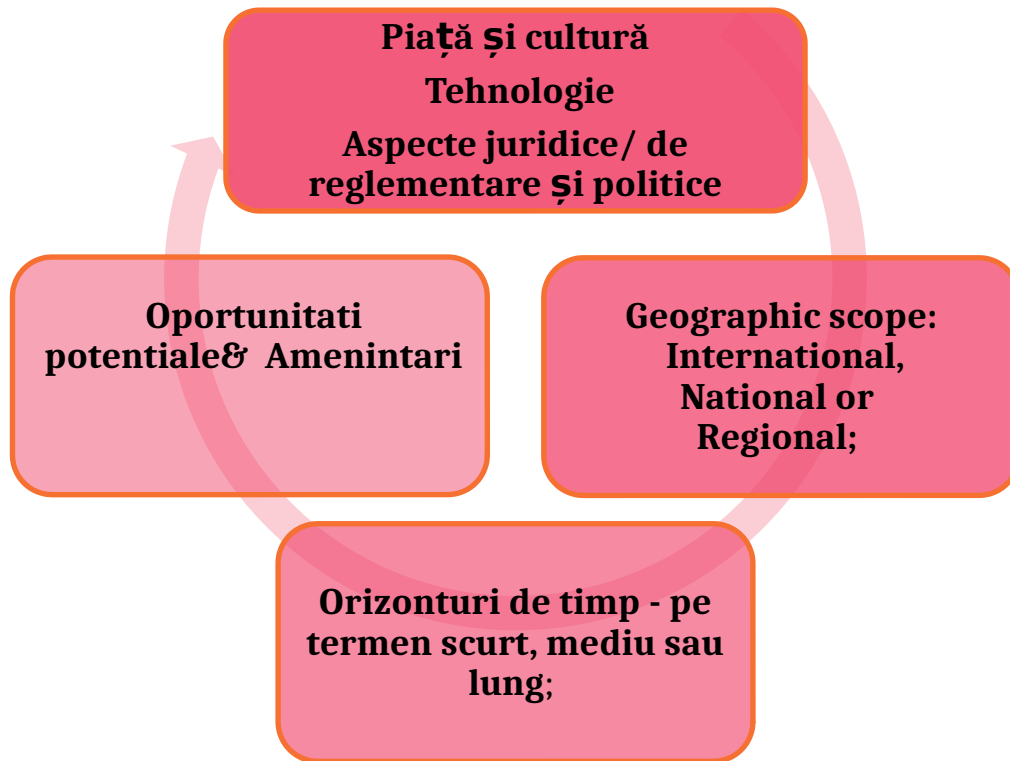 Piață și cultură
Tehnologie
Aspecte juridice/ de
reglementare și politice
Geographic scope:
International,
National or
Regional;
Orizonturi de timp - pe
termen scurt, mediu sau
lung;
Oportunitati
potentiale& Amenintari